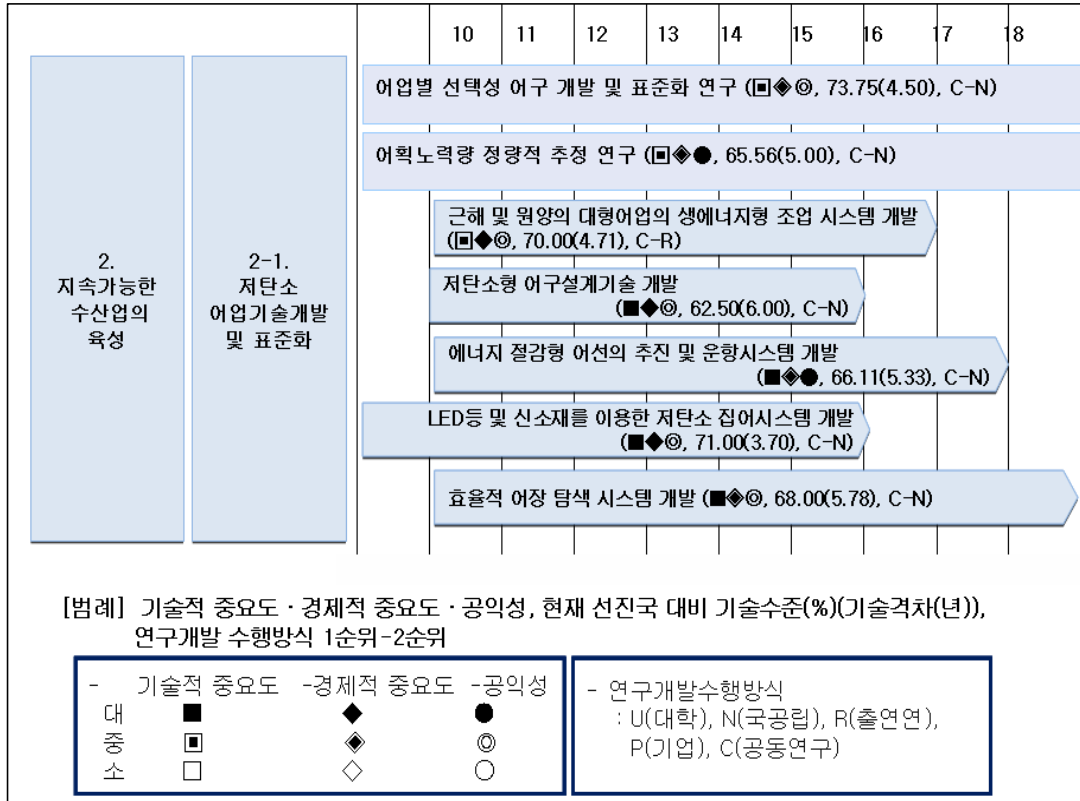 10 11 12 13 14 15 16 17 18
2.
지속가능한
수산업의
육성
2-1.
저탄소
어업기술개발
및 표준화
어업별 선택성 어구 개발 및 표준화 연구 (▣◈◎, 73.75(4.50), C-N)
어획노력량 정량적 추정 연구 (▣◈●, 65.56(5.00), C-N)
근해 및 원양의 대형어업의 생에너지형 조업 시스템 개발
(▣◆◎, 70.00(4.71), C-R)
저탄소형 어구설계기술 개발
(■◆◎, 62.50(6.00), C-N)
에너지 절감형 어선의 추진 및 운항시스템 개발
(■◈●, 66.11(5.33), C-N)
LED등 및 신소재를 이용한 저탄소 집어시스템 개발
(■◆◎, 71.00(3.70), C-N)
효율적 어장 탐색 시스템 개발 (■◈◎, 68.00(5.78), C-N)
[범례] 기술적 중요도 · 경제적 중요도 · 공익성, 현재 선진국 대비 기술수준(%)(기술격차(년)),
연구개발 수행방식 1순위-2순위
- 기술적 중요도 -경제적 중요도 -공익성
대 ■ ◆ ●
중 ▣ ◈ ◎
소 □ ◇ ○
- 연구개발수행방식
: U(대학), N(국공립), R(출연연),
P(기업), C(공동연구)